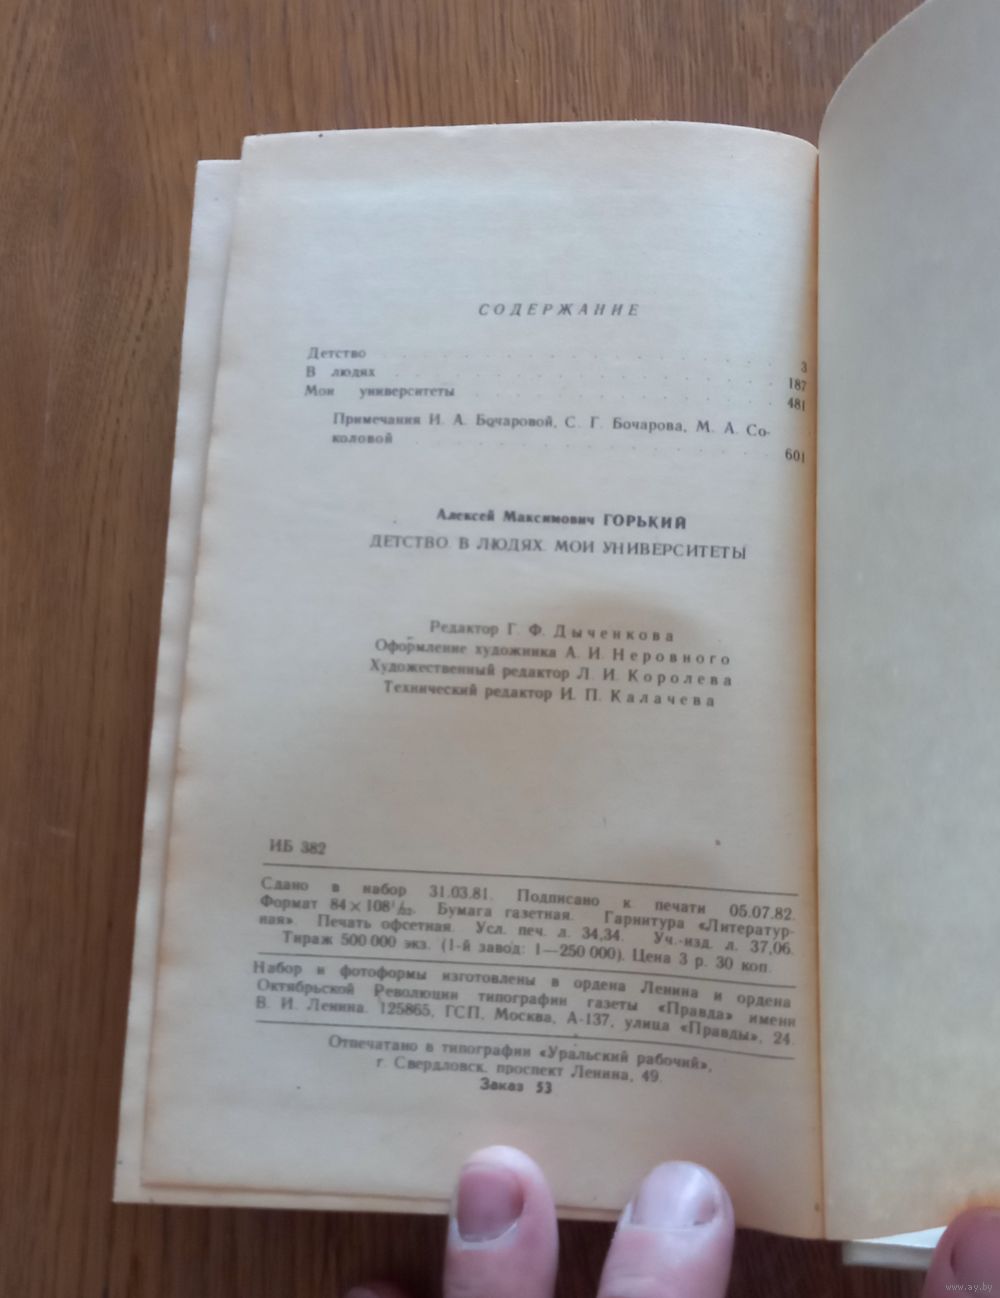 СОДЕРЖАНИЕ
Детство . . . . . . . . . . . . . . . 3
В людях . . . . . . . . . . . . . . . 187
Мои университеты . . . . . . . . . . . . 481
Примечания И. А. Бочаровой, С. Г. Бочарова, М. А. Со-
коловой . . . . . . . . . . . . . . . 601
Алексей Максимович ГОРЬКИЙ
ДЕТСТВО. В ЛЮДЯХ. МОИ УНИВЕРСИТЕТЫ
Редактор Г. Ф. Дыченкова
Оформление художника А. И. Неровного
Художественный редактор Л. И. Королева
Технический редактор И. П. Калачева
ИБ 382
Сдано в набор 31.03.81. Подписано к печати 05.07.82.
Формат 84×108 1/32. Бумага газетная. Гарнитура «Литератур-
ная». Печать офсетная. Усл. печ. л. 34,34. Уч.-изд. л. 37,06.
Тираж 500 000 экз. (1-й завод: 1—250 000). Цена 3 р. 30 коп.
Набор и фотоформы изготовлены в ордена Ленина и ордена
Октябрьской Революции типографии газеты «Правда» имени
В. И. Ленина. 125865, ГСП, Москва, А-137, улица «Правды», 24.
Отпечатано в типографии «Уральский рабочий»,
г. Свердловск, проспект Ленина, 49.
Заказ 53
www.ay.by